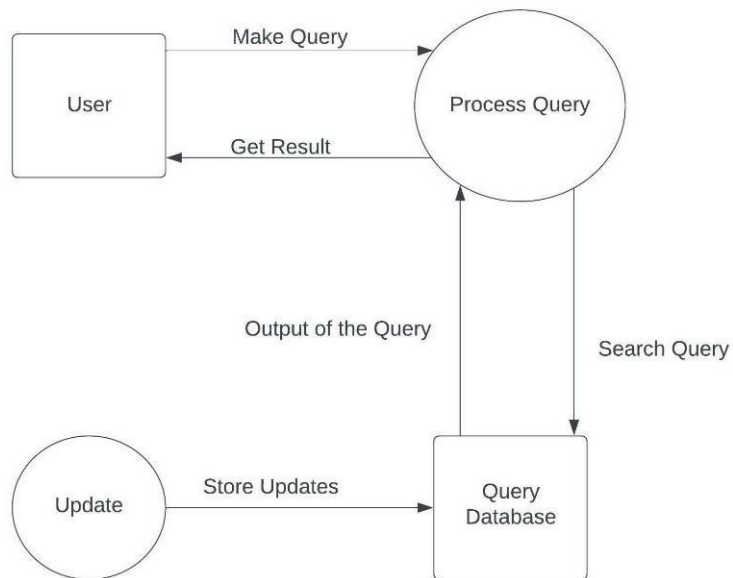 Make Query
User
Process Query
Get Result
Output of the Query
Search Query
Update
Store Updates
Query
Database